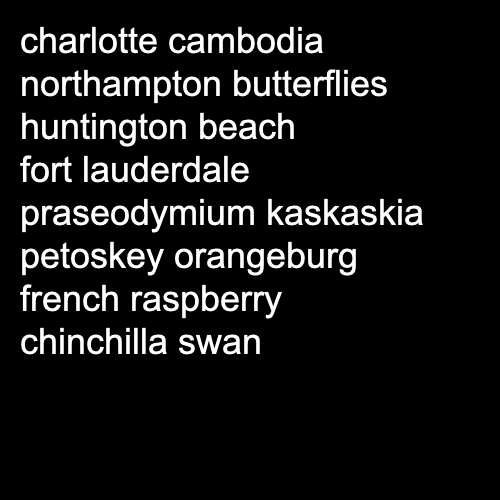 charlotte cambodia
northampton butterflies
huntington beach
fort lauderdale
praseodymium kaskaskia
petoskey orangeburg
french raspberry
chinchilla swan